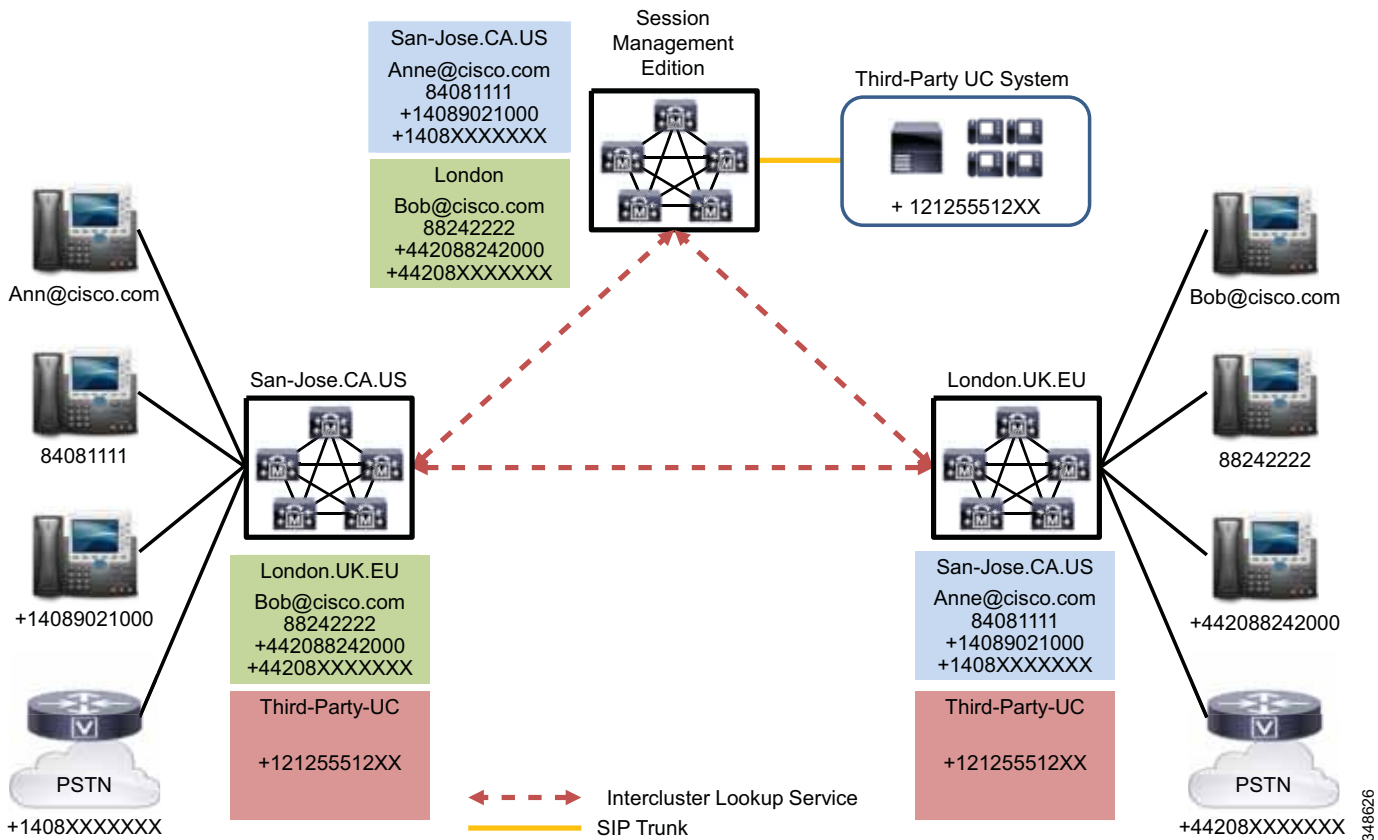 San-Jose.CA.US
Anne@cisco.com
84081111
+14089021000
+1408XXXXXXX
London
Bob@cisco.com
88242222
+442088242000
+44208XXXXXXX
Session
Management
Edition
M
M
M
M
M
Third-Party UC System
+ 121255512XX
Ann@cisco.com
84081111
+14089021000
V
PSTN
+1408XXXXXXX
San-Jose.CA.US
M
M
M
M
M
London.UK.EU
Bob@cisco.com
88242222
+442088242000
+44208XXXXXXX
Third-Party-UC
+121255512XX
London.UK.EU
M
M
M
M
M
San-Jose.CA.US
Anne@cisco.com
84081111
+14089021000
+1408XXXXXXX
Third-Party-UC
+121255512XX
Bob@cisco.com
88242222
+442088242000
V
PSTN
+44208XXXXXXX
Intercluster Lookup Service
SIP Trunk
348626